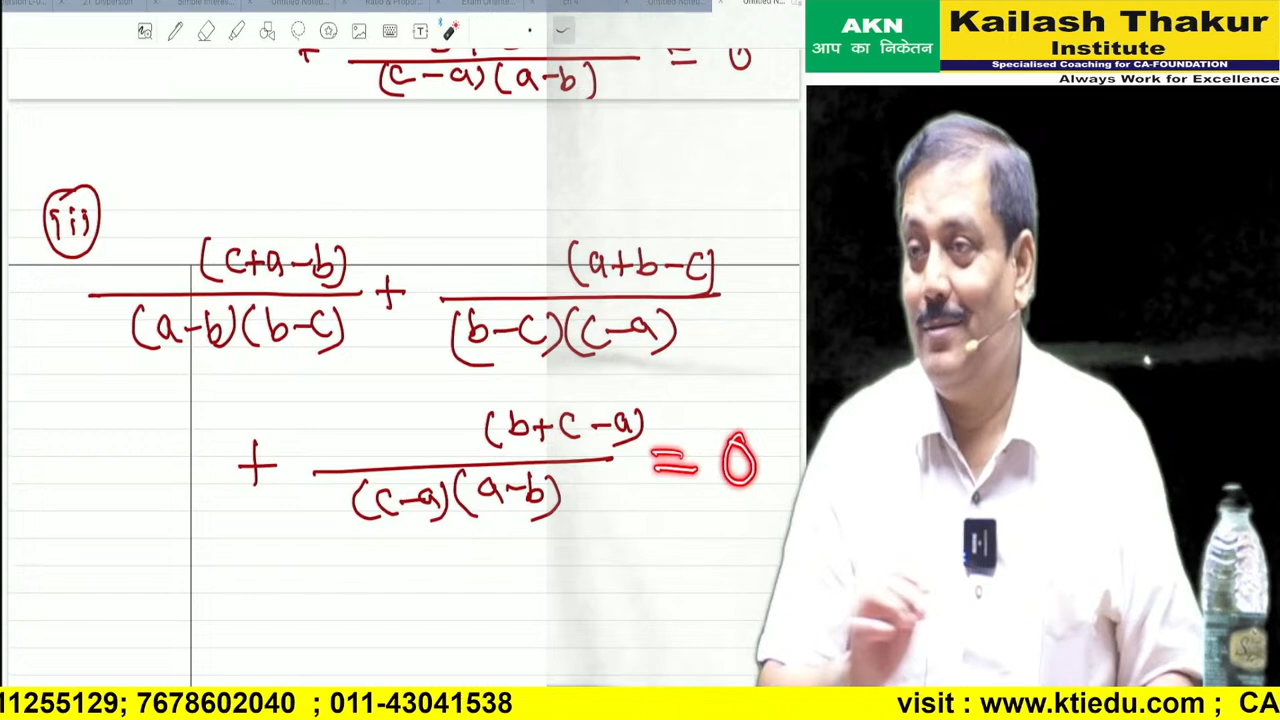 AKN
आप का निकेतन
Kailash Thakur
Institute
Specialised Coaching for CA-FOUNDATION
Always Work for Excellence
(c-a)(a-b) = 0
(iii)
(c+a-b) / (a-b)(b-c) + (a+b-c) / (b-c)(c-a)
+ (b+c-a) / (c-a)(a-b) = 0
11255129; 7678602040 ; 011-43041538
visit : www.ktiedu.com ; CA